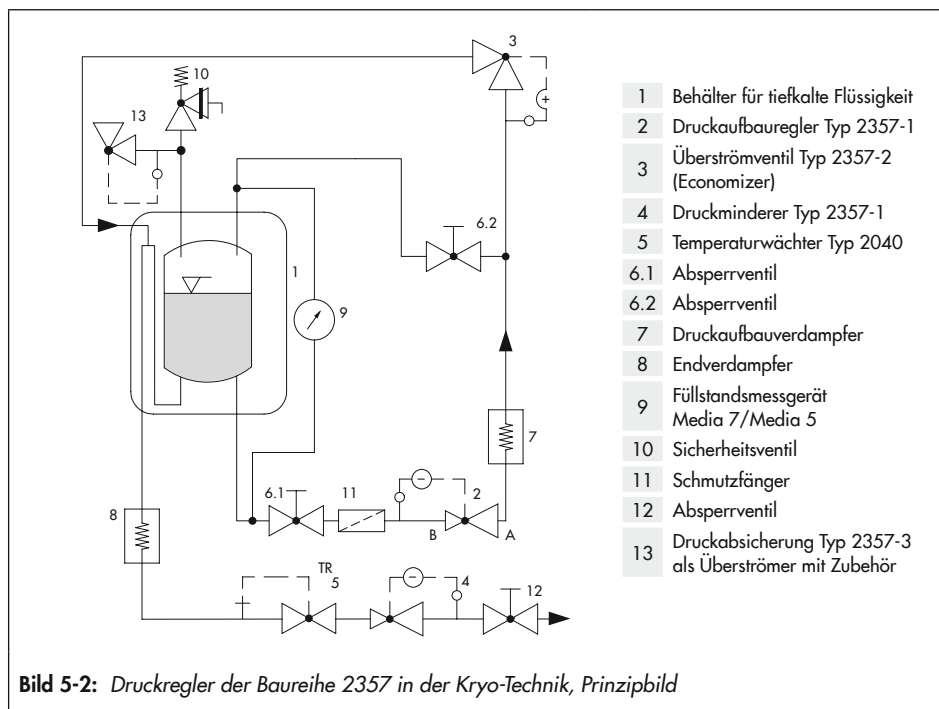 3
10
13
6.2
1
9
7
6.1
11
2
B
A
8
TR
5
4
12
1 Behälter für tiefkalte Flüssigkeit
2 Druckaufbauregler Typ 2357-1
3 Überströmventil Typ 2357-2
(Economizer)
4 Druckminderer Typ 2357-1
5 Temperaturwächter Typ 2040
6.1 Absperrventil
6.2 Absperrventil
7 Druckaufbauverdampfer
8 Endverdampfer
9 Füllstandsmessgerät
Media 7/Media 5
10 Sicherheitsventil
11 Schmutzfänger
12 Absperrventil
13 Druckabsicherung Typ 2357-3
als Überströmer mit Zubehör
Bild 5-2: Druckregler der Baureihe 2357 in der Kryo-Technik, Prinzipbild